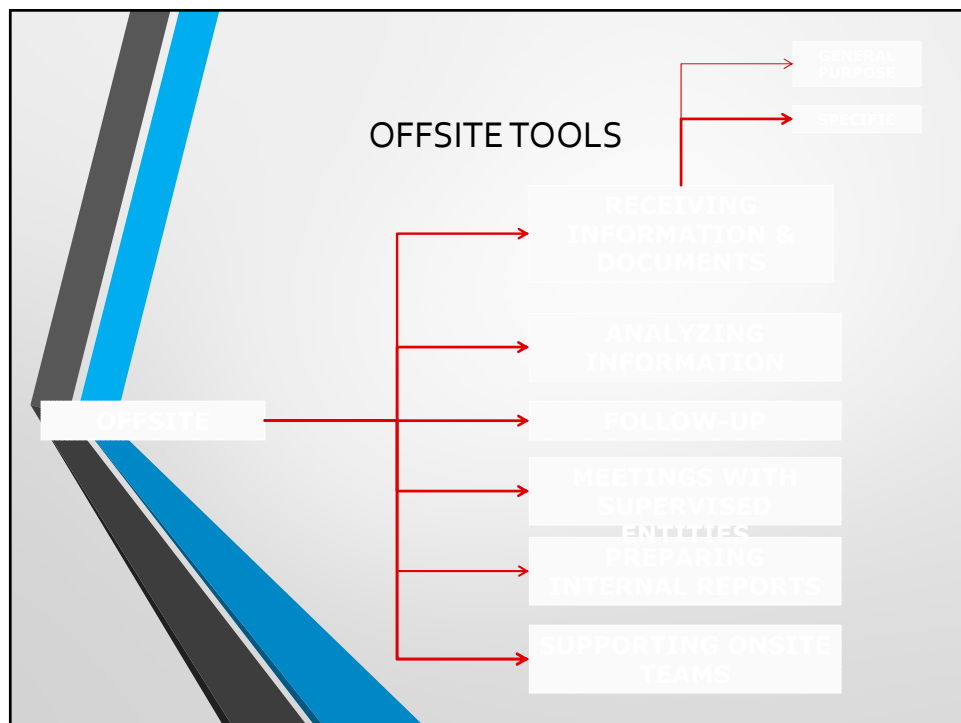 GENERAL
PURPOSE
SPECIFIC
OFFSITE TOOLS
RECEIVING
INFORMATION &
DOCUMENTS
ANALYZING
INFORMATION
OFFSITE
FOLLOW-UP
MEETINGS WITH
SUPERVISED
ENTITIES
PREPARING
INTERNAL REPORTS
SUPPORTING ONSITE
TEAMS